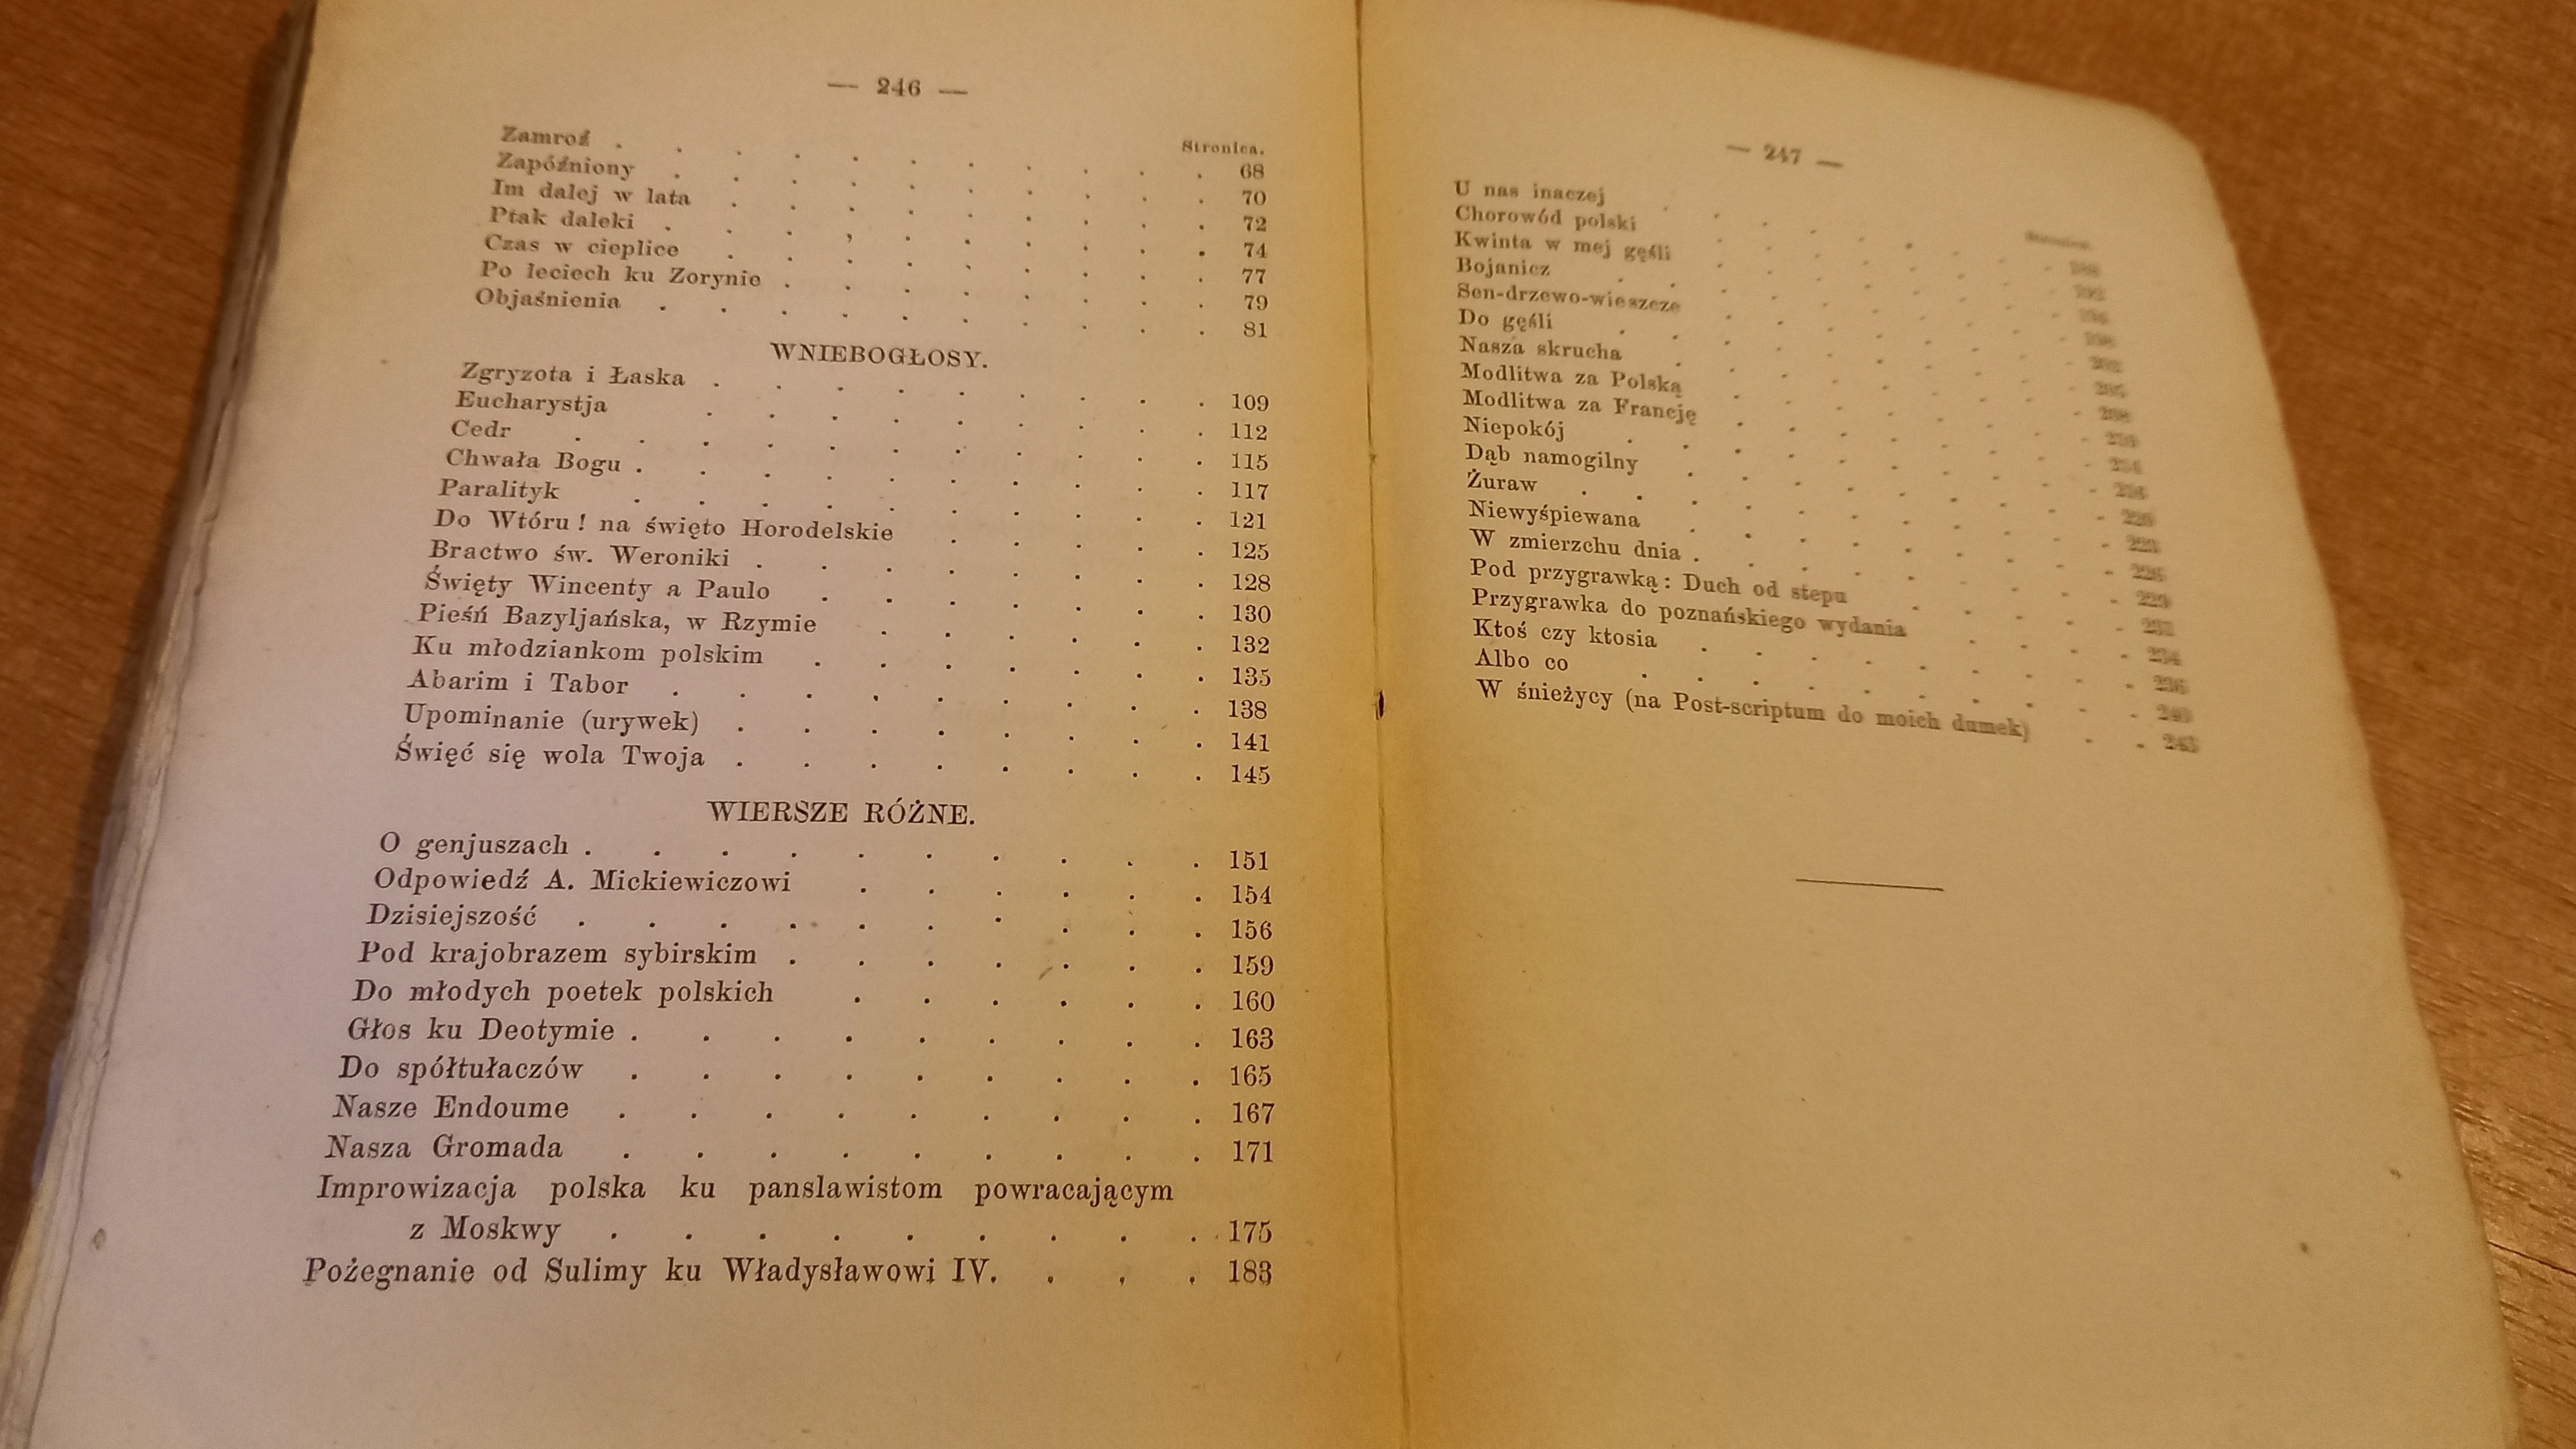 — 246 —
Stronica.
Zamroź . . . . . . . . . . 68
Zapóźniony . . . . . . . . . . 70
Im dalej w lata . . . . . . . . . 72
Ptak daleki . . . . . . . . . . 74
Czas w cieplice . . . . . . . . . 77
Po leciech ku Zorynie . . . . . . . . 79
Objaśnienia . . . . . . . . . . 81
WNIEBOGŁOSY.
Zgryzota i Łaska . . . . . . . . . 109
Eucharystja . . . . . . . . . 112
Cedr . . . . . . . . . . . 115
Chwała Bogu . . . . . . . . . . 117
Paralityk . . . . . . . . . . 121
Do Wtóru! na święto Horodelskie . . . . . 125
Bractwo św. Weroniki . . . . . . . . 128
Święty Wincenty a Paulo . . . . . . . 130
Pieśń Bazyljańska, w Rzymie . . . . . . 132
Ku młodziankom polskim . . . . . . . 135
Abarim i Tabor . . . . . . . . . 138
Upominanie (urywek) . . . . . . . . 141
Święć się wola Twoja . . . . . . . . 145
WIERSZE RÓŻNE.
O genjuszach . . . . . . . . . . 151
Odpowiedź A. Mickiewiczowi . . . . . . 154
Dzisiejszość . . . . . . . . . . 156
Pod krajobrazem sybirskim . . . . . . . 159
Do młodych poetek polskich . . . . . . 160
Głos ku Deotymie . . . . . . . . . 163
Do spółtułaczów . . . . . . . . . 165
Nasze Endoume . . . . . . . . . 167
Nasza Gromada . . . . . . . . . 171
Improwizacja polska ku panslawistom powracającym
z Moskwy . . . . . . . . . 175
Pożegnanie od Sulimy ku Władysławowi IV. . . . 183
— 247 —
U nas inaczej
Chorowód polski
Kwinta w mej gęśli
Bojanicz
Sen-drzewo-wieszcze
Do gęśli
Nasza skrucha
Modlitwa za Polską
Modlitwa za Francję
Niepokój
Dąb namogilny
Żuraw
Niewyśpiewana
W zmierzchu dnia
Pod przygrawką: Duch od stepu
Przygrawka do poznańskiego wydania
Ktoś czy ktosia
Albo co
W śnieżycy (na Post-scriptum do moich dumek)